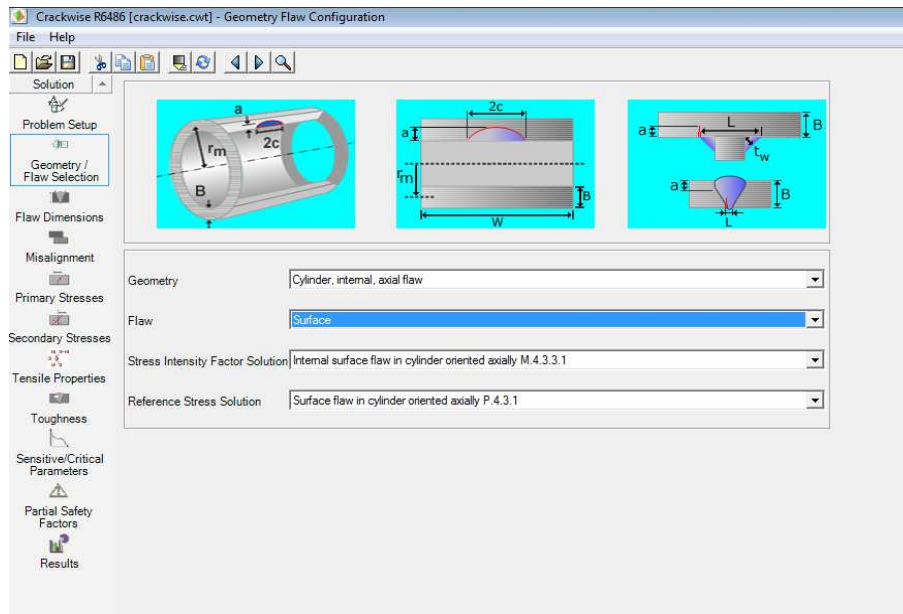 Crackwise R6486 [crackwise.cwt] - Geometry Flaw Configuration
File Help
Solution
Problem Setup
Geometry /
Flaw Selection
Flaw Dimensions
Misalignment
Primary Stresses
Secondary Stresses
Tensile Properties
Toughness
Sensitive/Critical
Parameters
Partial Safety
Factors
Results
a
2c
rm
B
2c
a
rm
B
W
a
L
B
tw
a
B
L
Geometry Cylinder, internal, axial flaw
Flaw Surface
Stress Intensity Factor Solution Internal surface flaw in cylinder oriented axially M.4.3.3.1
Reference Stress Solution Surface flaw in cylinder oriented axially P.4.3.1